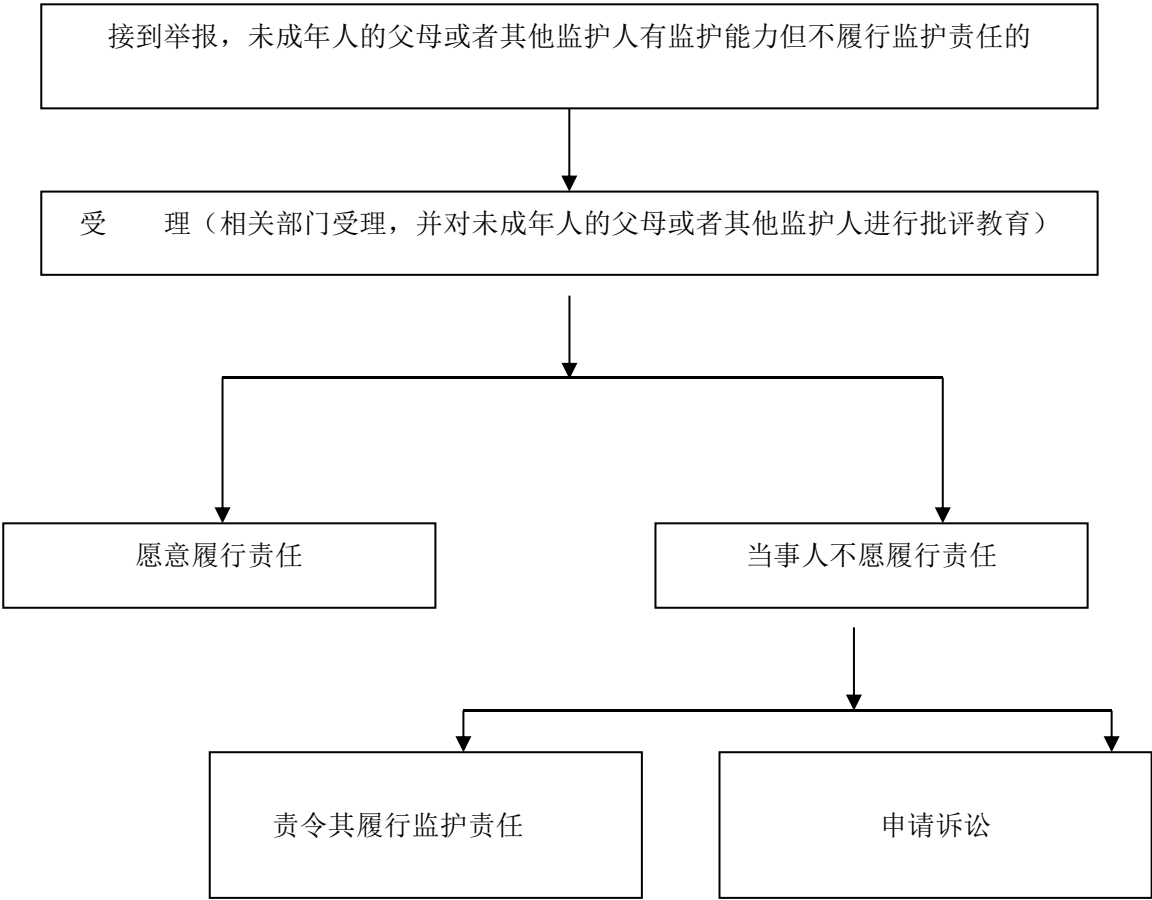 接到举报，未成年人的父母或者其他监护人有监护能力但不履行监护责任的
受　　理（相关部门受理，并对未成年人的父母或者其他监护人进行批评教育）
愿意履行责任
当事人不愿履行责任
责令其履行监护责任
申请诉讼